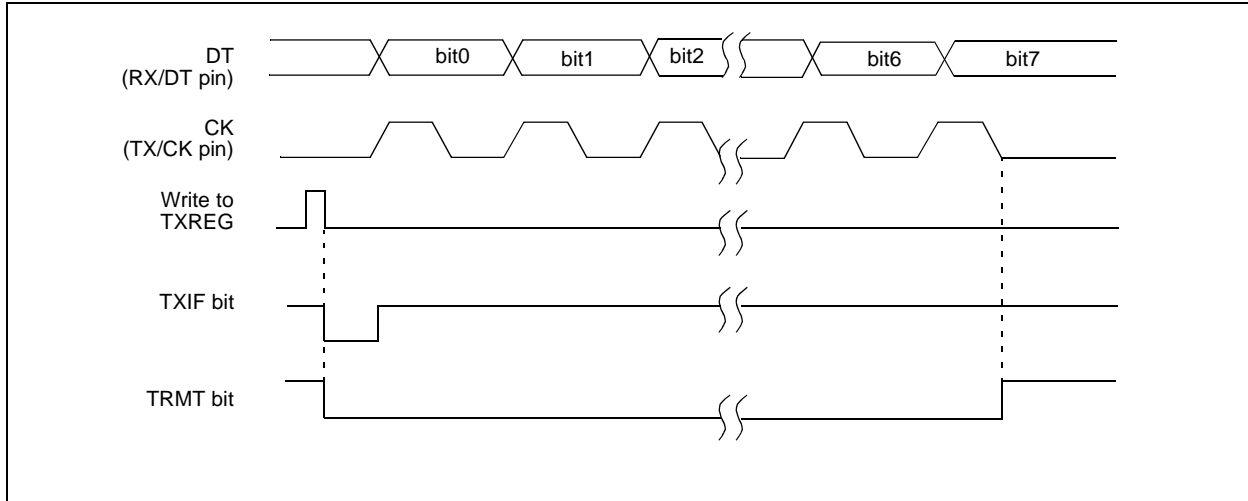 DT
(RX/DT pin)
bit0
bit1
bit2
bit6
bit7
CK
(TX/CK pin)
Write to
TXREG
TXIF bit
TRMT bit